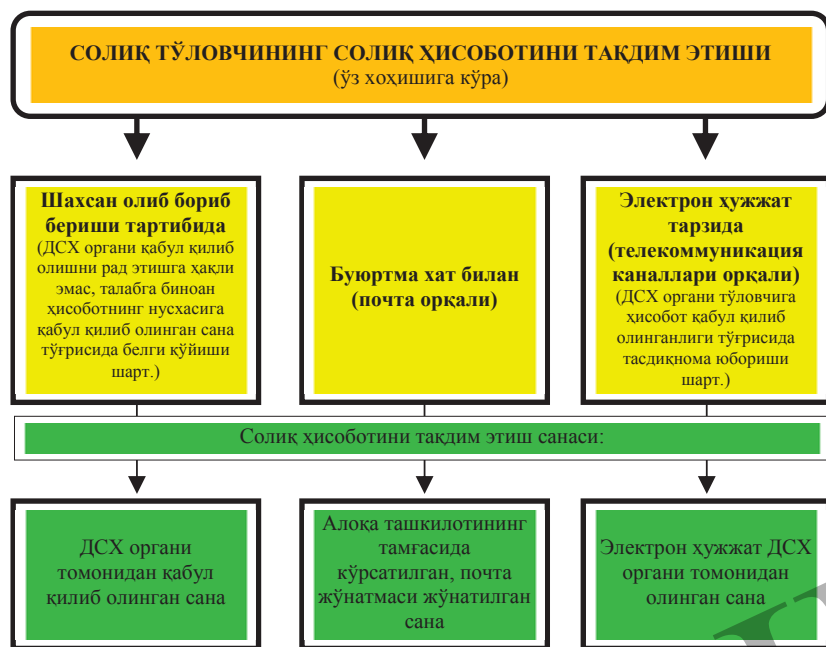 СОЛИҚ ТЎЛОВЧИНИНГ СОЛИҚ ҲИСОБОТИНИ ТАҚДИМ ЭТИШИ
(ўз хоҳишига кўра)
Шахсан олиб бориб
бериши тартибида
(ДСХ органи қабул қилиб
олишни рад этишга ҳақли
эмас, талабга биноан
ҳисоботнинг нусхасига
қабул қилиб олинган сана
тўғрисида белги қўйиши
шарт.)
Буюртма хат билан
(почта орқали)
Электрон ҳужжат
тарзида
(телекоммуникация
каналлари орқали)
(ДСХ органи тўловчига
ҳисобот қабул қилиб
олинганлиги тўғрисида
тасдиқнома юбориши
шарт.)
Солиқ ҳисоботини тақдим этиш санаси:
ДСХ органи
томонидан қабул
қилиб олинган сана
Алоқа ташкилотининг
тамғасида
кўрсатилган, почта
жўнатмаси жўнатилган
сана
Электрон ҳужжат ДСХ
органи томонидан
олинган сана